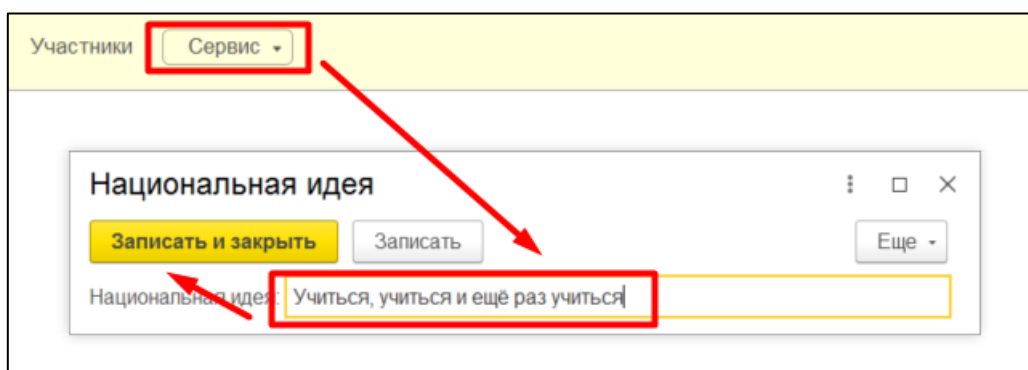 Участники Сервис
Национальная идея
Записать и закрыть Записать Еще
Национальная идея: Учиться, учиться и ещё раз учиться